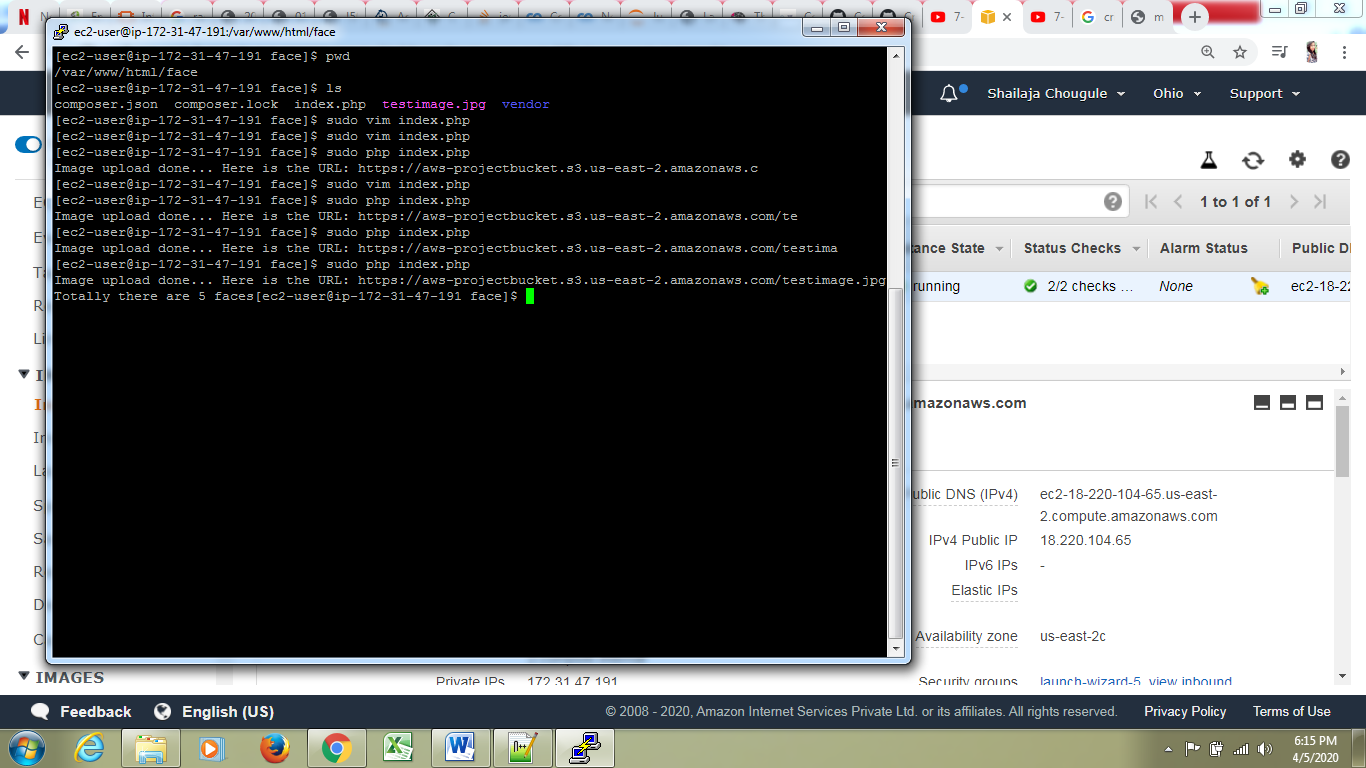 ec2-user@ip-172-31-47-191:/var/www/html/face
[ec2-user@ip-172-31-47-191 face]$ pwd
/var/www/html/face
[ec2-user@ip-172-31-47-191 face]$ ls
composer.json composer.lock index.php testimage.jpg vendor
[ec2-user@ip-172-31-47-191 face]$ sudo vim index.php
[ec2-user@ip-172-31-47-191 face]$ sudo vim index.php
[ec2-user@ip-172-31-47-191 face]$ sudo php index.php
Image upload done... Here is the URL: https://aws-projectbucket.s3.us-east-2.amazonaws.c
[ec2-user@ip-172-31-47-191 face]$ sudo vim index.php
[ec2-user@ip-172-31-47-191 face]$ sudo php index.php
Image upload done... Here is the URL: https://aws-projectbucket.s3.us-east-2.amazonaws.com/te
[ec2-user@ip-172-31-47-191 face]$ sudo php index.php
Image upload done... Here is the URL: https://aws-projectbucket.s3.us-east-2.amazonaws.com/testima
[ec2-user@ip-172-31-47-191 face]$ sudo php index.php
Image upload done... Here is the URL: https://aws-projectbucket.s3.us-east-2.amazonaws.com/testimage.jpg
Totally there are 5 faces[ec2-user@ip-172-31-47-191 face]$
7-
7-
cr
m
Shailaja Chougule Ohio Support
1 to 1 of 1
tance State Status Checks Alarm Status Public D
running 2/2 checks ... None ec2-18-22
mazonaws.com
ublic DNS (IPv4) ec2-18-220-104-65.us-east-
2.compute.amazonaws.com
IPv4 Public IP 18.220.104.65
IPv6 IPs -
Elastic IPs
Availability zone us-east-2c
Private IPs 172.31.47.191 Security groups launch-wizard-5. view inbound
IMAGES
Feedback English (US) © 2008 - 2020, Amazon Internet Services Private Ltd. or its affiliates. All rights reserved. Privacy Policy Terms of Use
6:15 PM
4/5/2020